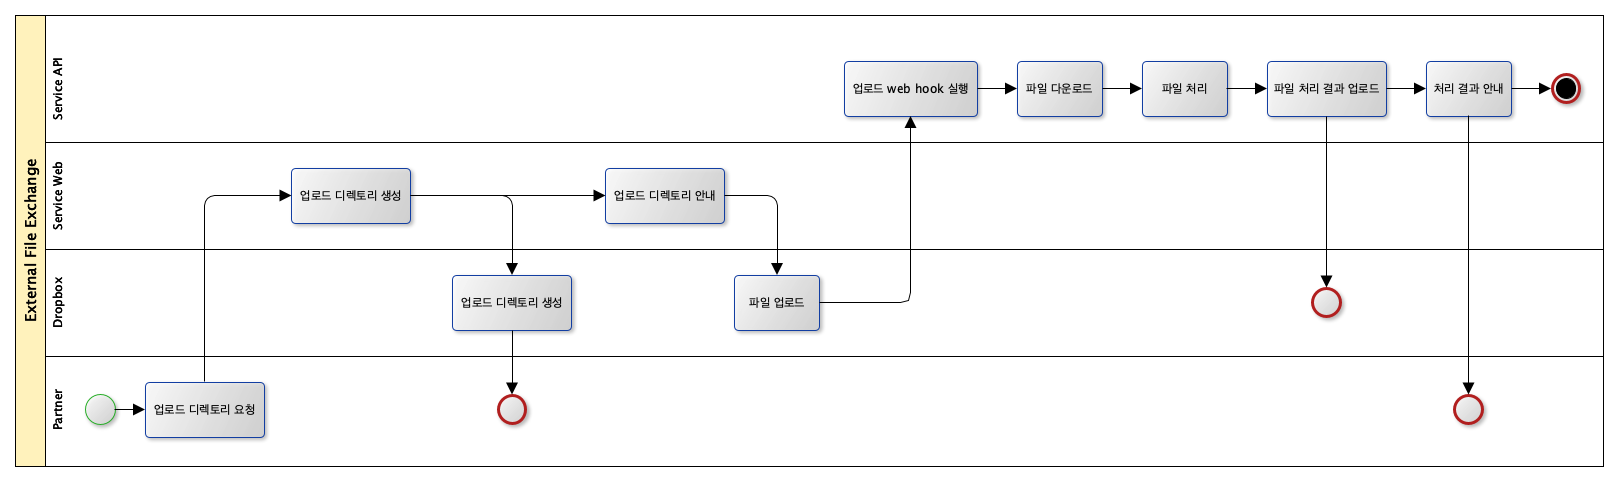 External File Exchange
Service API
업로드 web hook 실행
파일 다운로드
파일 처리
파일 처리 결과 업로드
처리 결과 안내
Service Web
업로드 디렉토리 생성
업로드 디렉토리 안내
Dropbox
업로드 디렉토리 생성
파일 업로드
Partner
업로드 디렉토리 요청